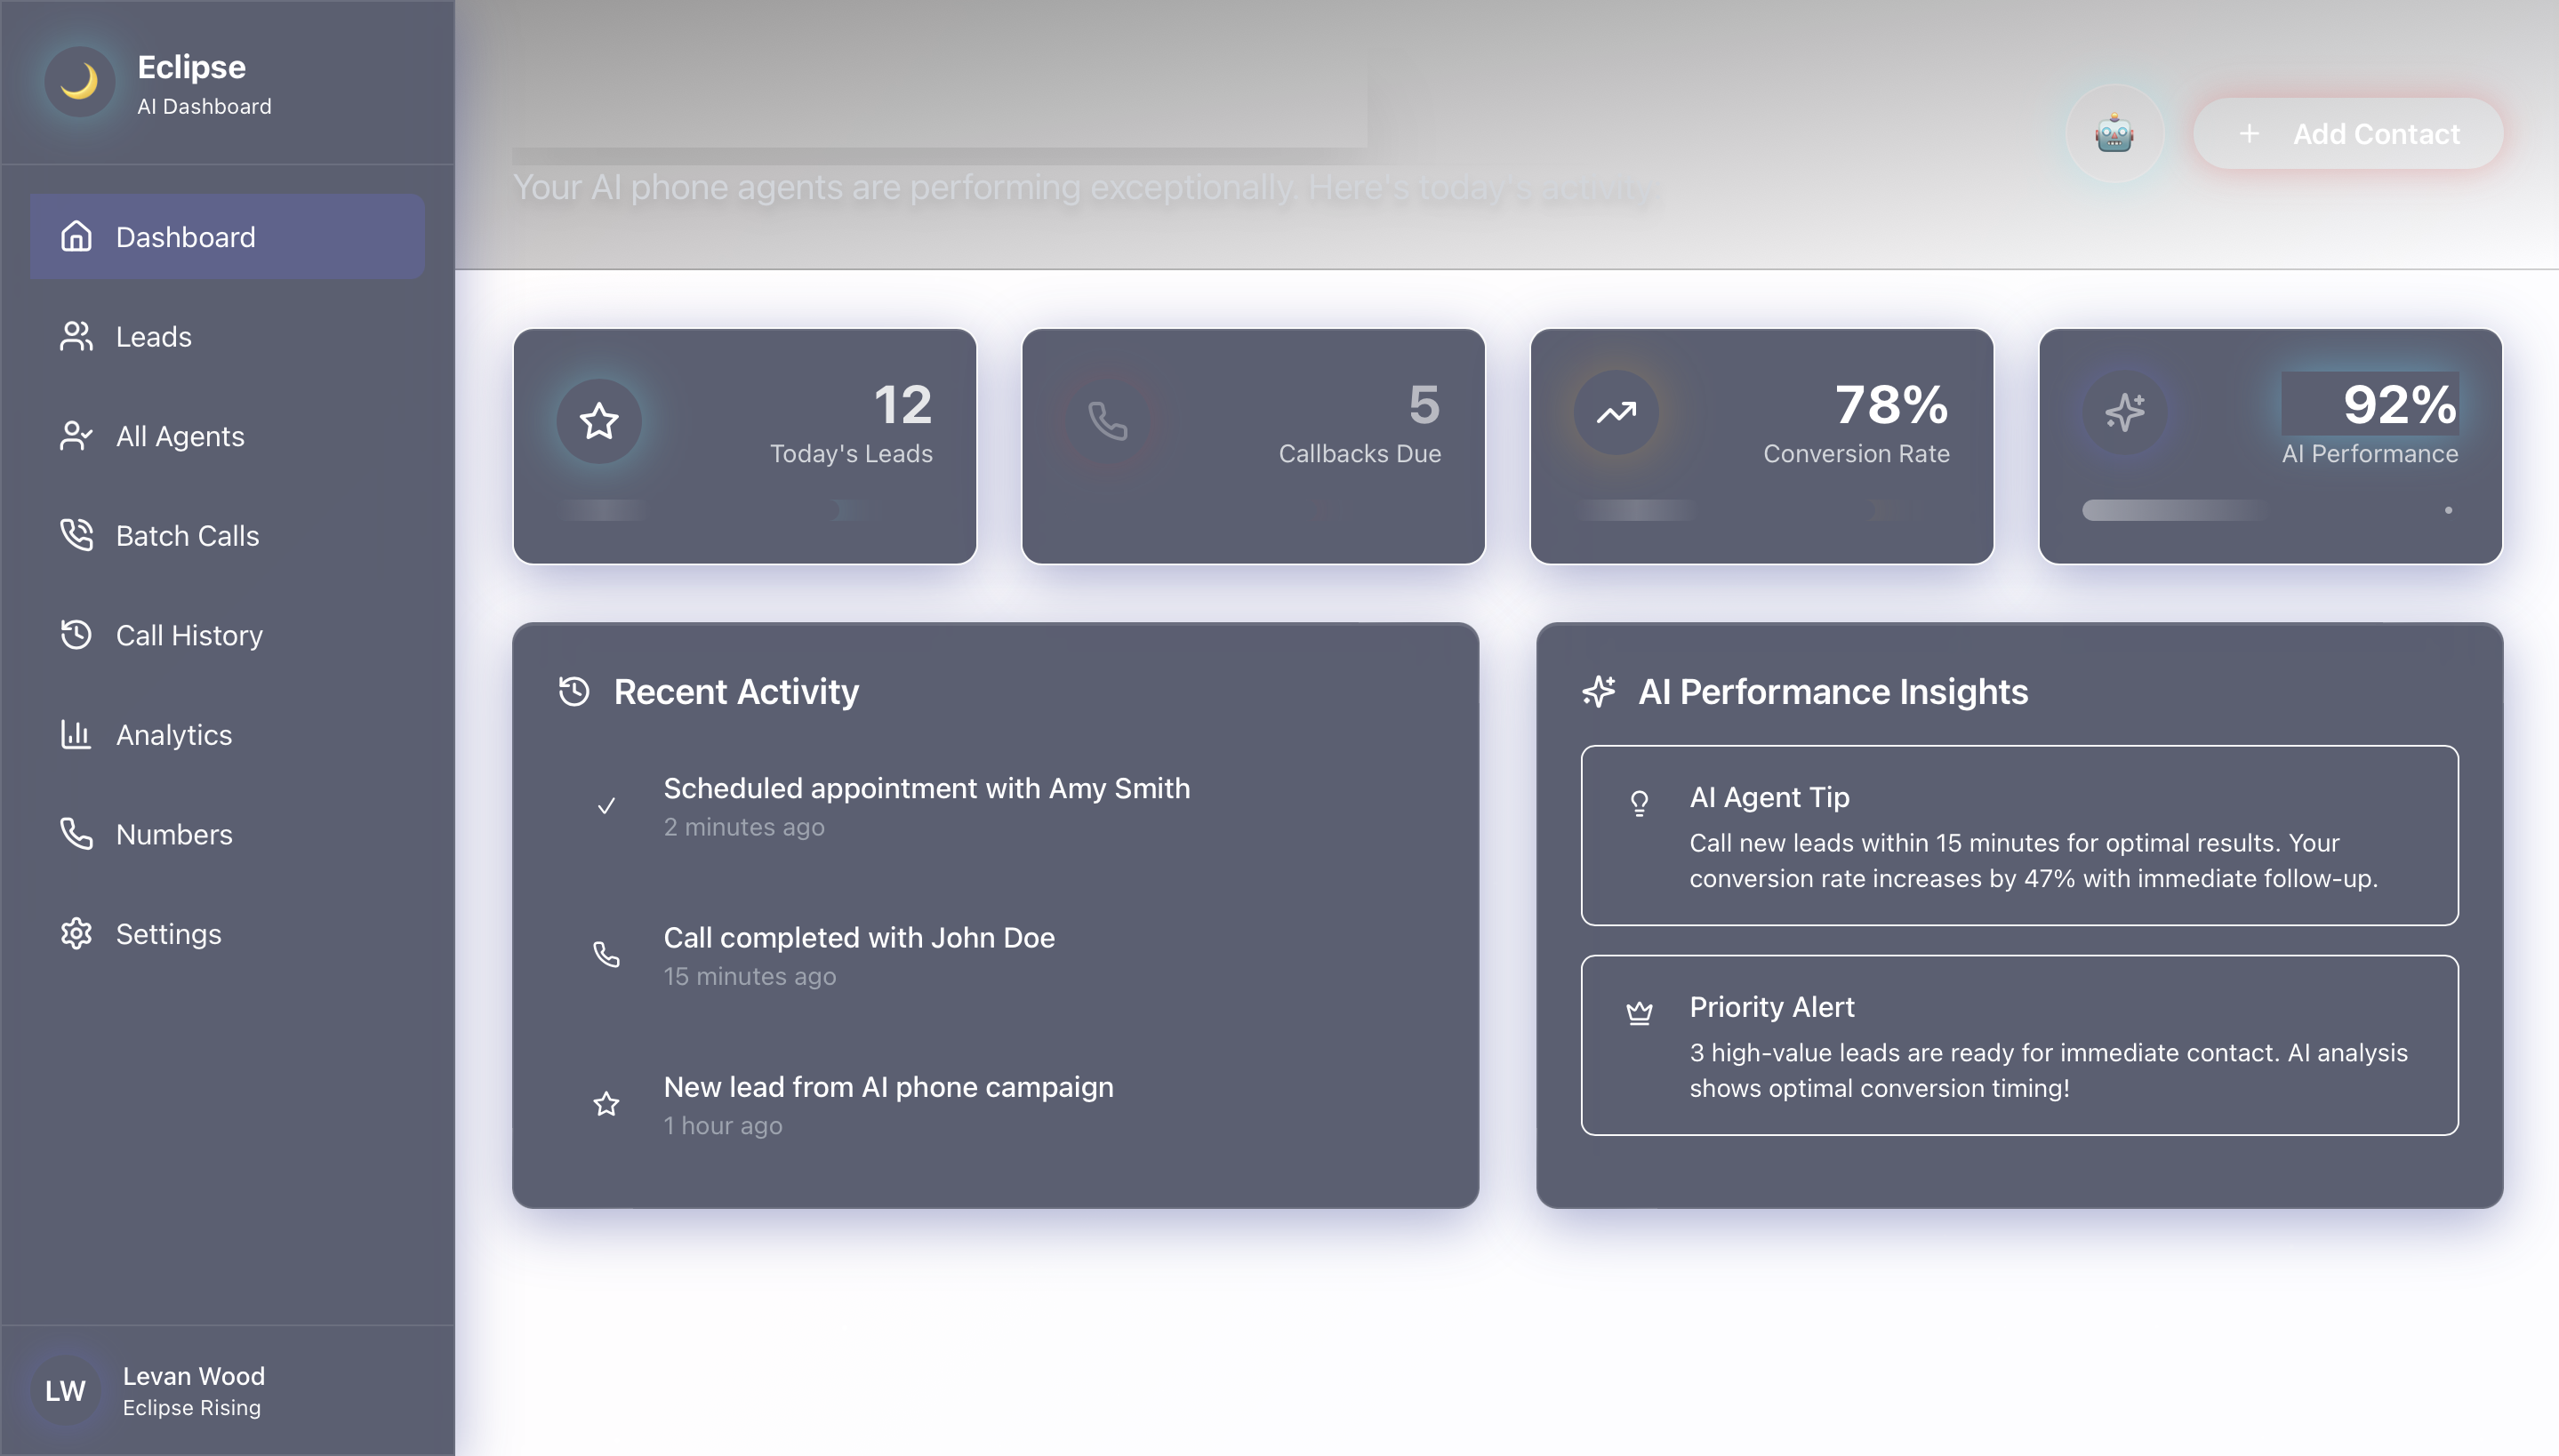 Eclipse
AI Dashboard
Dashboard
Leads
All Agents
Batch Calls
Call History
Analytics
Numbers
Settings
LW
Levan Wood
Eclipse Rising
Your AI phone agents are performing exceptionally. Here's today's activity.
+ Add Contact
12
Today's Leads
5
Callbacks Due
78%
Conversion Rate
92%
AI Performance
Recent Activity
Scheduled appointment with Amy Smith
2 minutes ago
Call completed with John Doe
15 minutes ago
New lead from AI phone campaign
1 hour ago
AI Performance Insights
AI Agent Tip
Call new leads within 15 minutes for optimal results. Your
conversion rate increases by 47% with immediate follow-up.
Priority Alert
3 high-value leads are ready for immediate contact. AI analysis
shows optimal conversion timing!